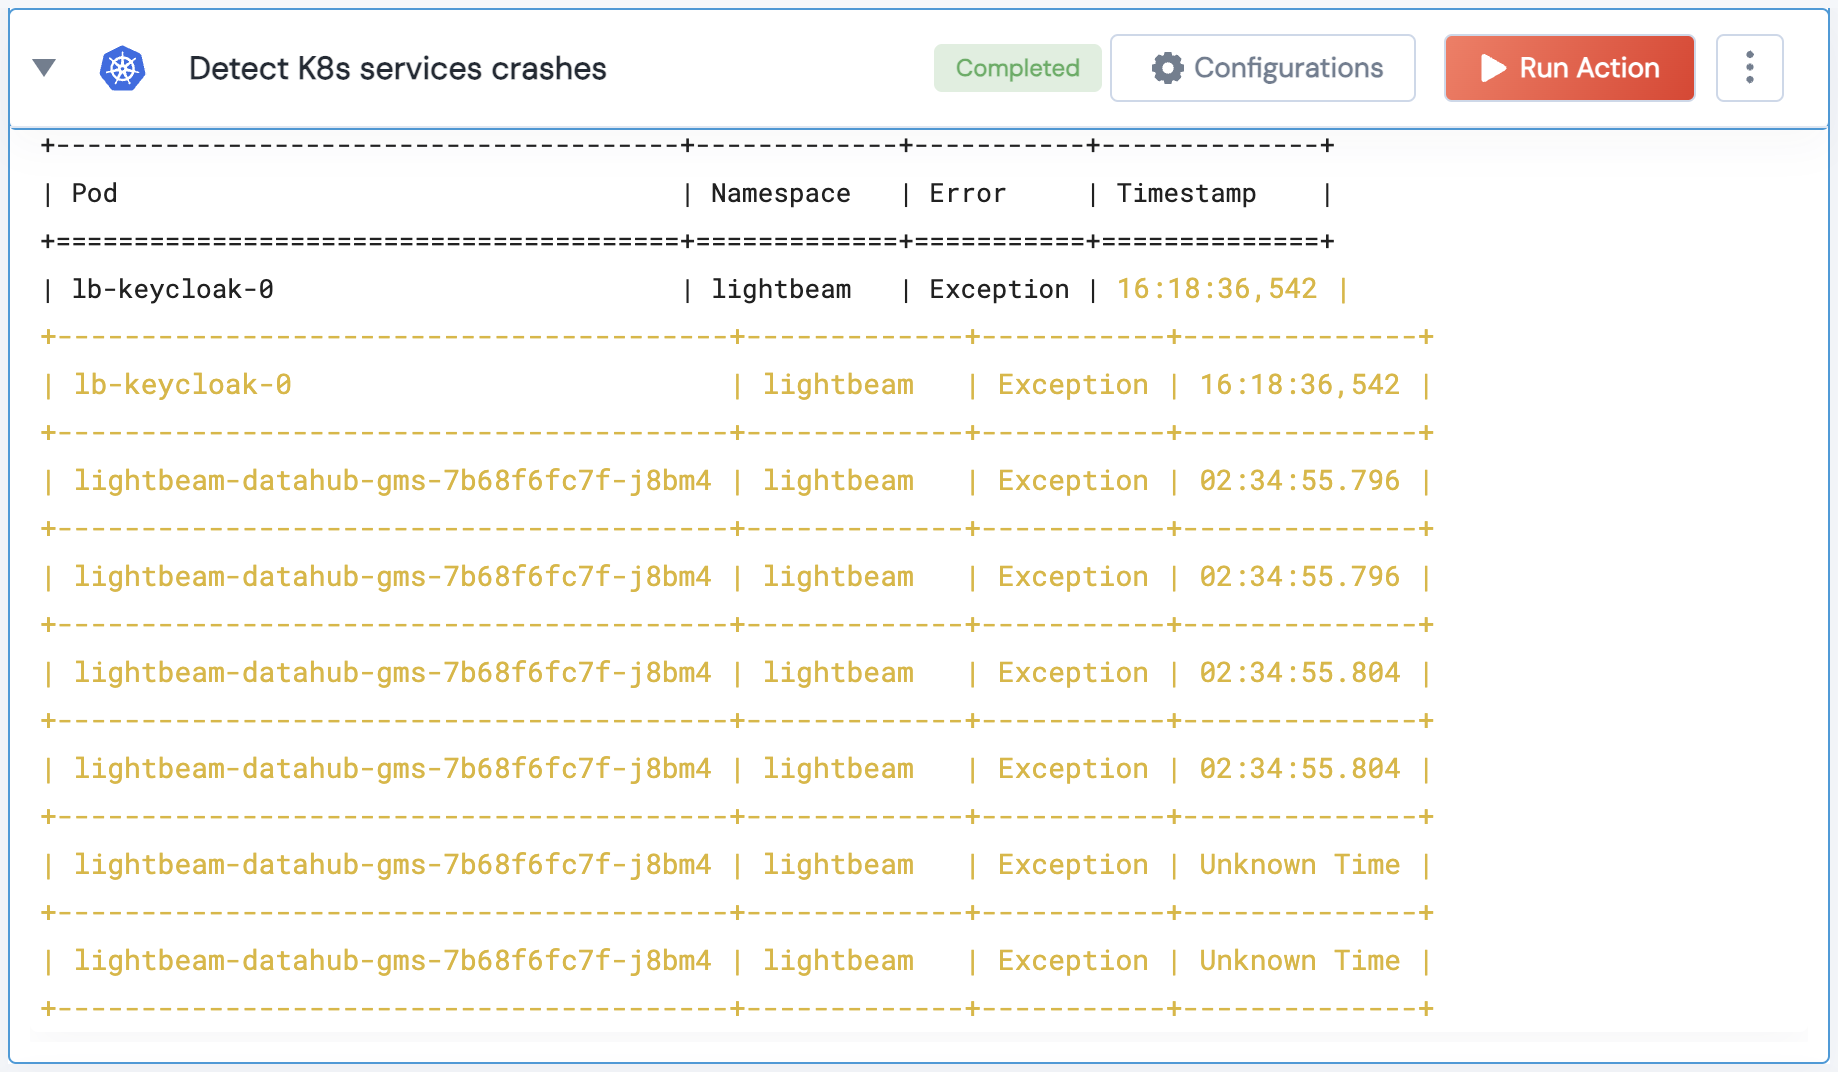 Detect K8s services crashes Completed Configurations Run Action
+----------------------------------------+-------------+-----------+--------------+
| Pod | Namespace | Error | Timestamp |
+========================================+=============+===========+==============+
| lb-keycloak-0 | lightbeam | Exception | 16:18:36,542 |
+----------------------------------------+-------------+-----------+--------------+
| lb-keycloak-0 | lightbeam | Exception | 16:18:36,542 |
+----------------------------------------+-------------+-----------+--------------+
| lightbeam-datahub-gms-7b68f6fc7f-j8bm4 | lightbeam | Exception | 02:34:55.796 |
+----------------------------------------+-------------+-----------+--------------+
| lightbeam-datahub-gms-7b68f6fc7f-j8bm4 | lightbeam | Exception | 02:34:55.796 |
+----------------------------------------+-------------+-----------+--------------+
| lightbeam-datahub-gms-7b68f6fc7f-j8bm4 | lightbeam | Exception | 02:34:55.804 |
+----------------------------------------+-------------+-----------+--------------+
| lightbeam-datahub-gms-7b68f6fc7f-j8bm4 | lightbeam | Exception | 02:34:55.804 |
+----------------------------------------+-------------+-----------+--------------+
| lightbeam-datahub-gms-7b68f6fc7f-j8bm4 | lightbeam | Exception | Unknown Time |
+----------------------------------------+-------------+-----------+--------------+
| lightbeam-datahub-gms-7b68f6fc7f-j8bm4 | lightbeam | Exception | Unknown Time |
+----------------------------------------+-------------+-----------+--------------+